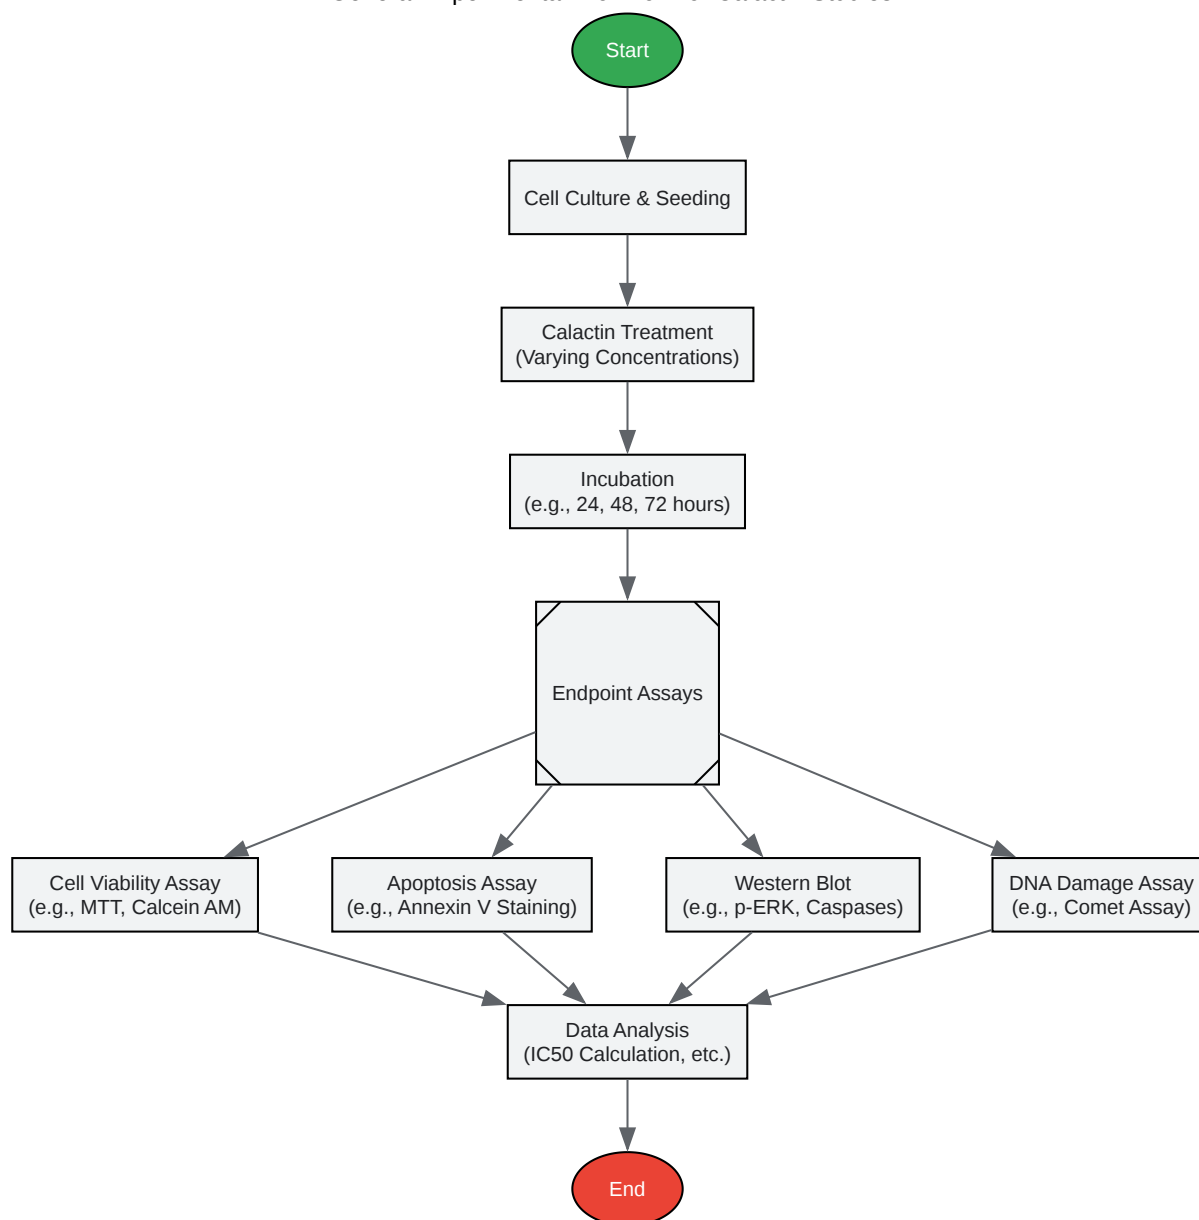 Start
Cell Culture & Seeding
Calactin Treatment
(Varying Concentrations)
Incubation
(e.g., 24, 48, 72 hours)
Endpoint Assays
Cell Viability Assay
(e.g., MTT, Calcein AM)
Apoptosis Assay
(e.g., Annexin V Staining)
Western Blot
(e.g., p-ERK, Caspases)
DNA Damage Assay
(e.g., Comet Assay)
Data Analysis
(IC50 Calculation, etc.)
End